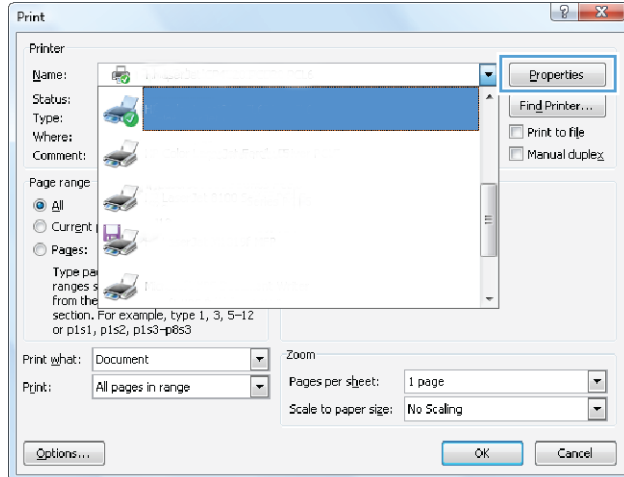 Print
Printer
Name:
Properties
Status:
Find Printer...
Type:
Where:
Print to file
Comment:
Manual duplex
Page range
All
Current
Pages:
Type
ranges
from the
section. For example, type 1, 3, 5–12
or p1s1, p1s2, p1s3–p8s3
Print what: Document
Zoom
Print: All pages in range
Pages per sheet: 1 page
Scale to paper size: No Scaling
Options...
OK Cancel